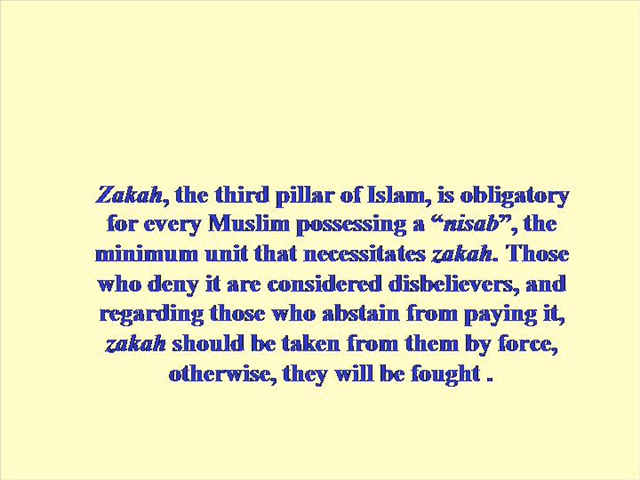 Zakah, the third pillar of Islam, is obligatory
for every Muslim possessing a “nisab”, the
minimum unit that necessitates zakah. Those
who deny it are considered disbelievers, and
regarding those who abstain from paying it,
zakah should be taken from them by force,
otherwise, they will be fought .